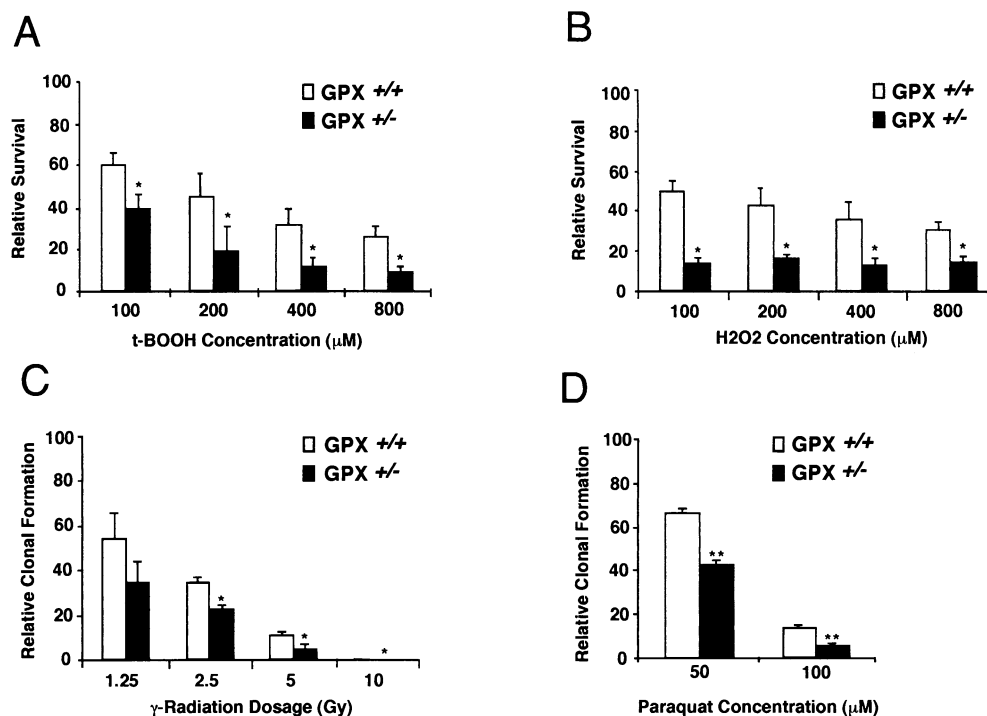 A
Relative Survival
100
80
60
40
20
0
GPX +/+
GPX +/-
*
*
*
*
100 200 400 800
t-BOOH Concentration (μM)
B
Relative Survival
100
80
60
40
20
0
GPX +/+
GPX +/-
*
*
*
*
100 200 400 800
H2O2 Concentration (μM)
C
Relative Clonal Formation
100
80
60
40
20
0
GPX +/+
GPX +/-
*
*
*
1.25 2.5 5 10
γ-Radiation Dosage (Gy)
D
Relative Clonal Formation
100
80
60
40
20
0
GPX +/+
GPX +/-
**
**
50 100
Paraquat Concentration (μM)